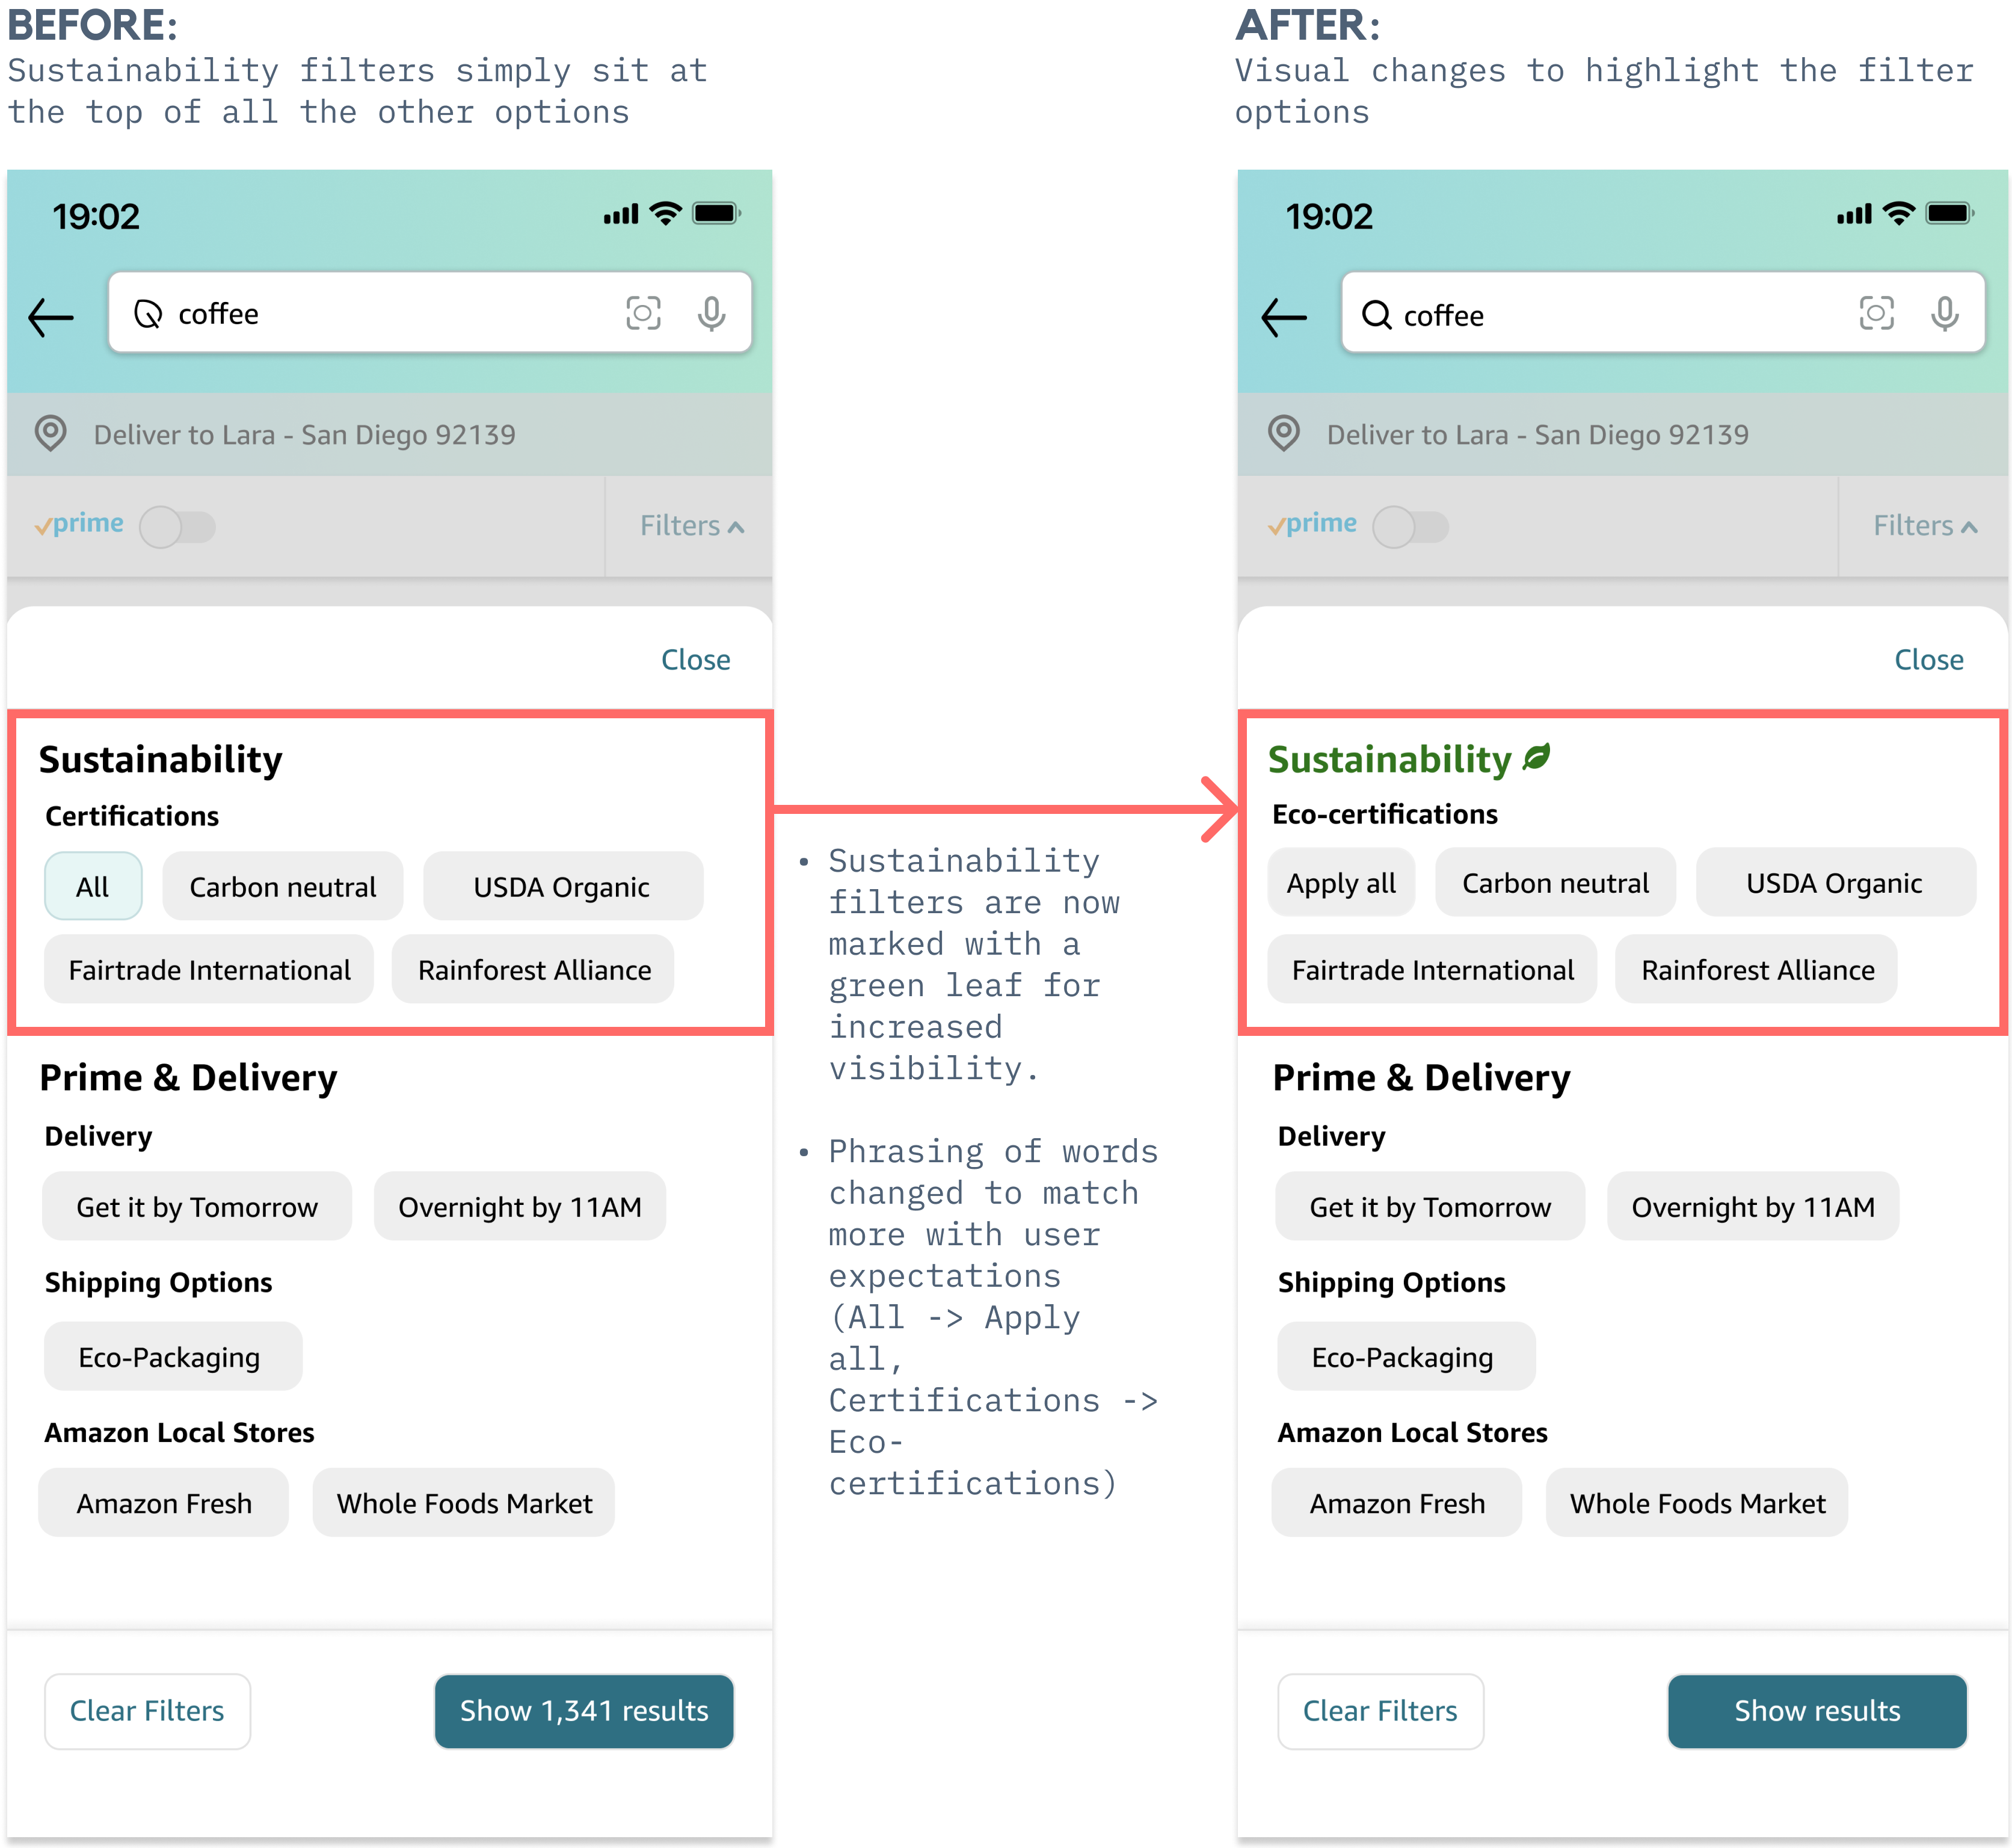 BEFORE:
Sustainability filters simply sit at
the top of all the other options
19:02
coffee
Deliver to Lara - San Diego 92139
prime
Filters
Close
Sustainability
Certifications
All
Carbon neutral
USDA Organic
Fairtrade International
Rainforest Alliance
Prime & Delivery
Delivery
Get it by Tomorrow
Overnight by 11AM
Shipping Options
Eco-Packaging
Amazon Local Stores
Amazon Fresh
Whole Foods Market
Clear Filters
Show 1,341 results
• Sustainability
filters are now
marked with a
green leaf for
increased
visibility.
• Phrasing of words
changed to match
more with user
expectations
(All -> Apply
all,
Certifications ->
Eco-
certifications)
AFTER:
Visual changes to highlight the filter
options
19:02
coffee
Deliver to Lara - San Diego 92139
prime
Filters
Close
Sustainability
Eco-certifications
Apply all
Carbon neutral
USDA Organic
Fairtrade International
Rainforest Alliance
Prime & Delivery
Delivery
Get it by Tomorrow
Overnight by 11AM
Shipping Options
Eco-Packaging
Amazon Local Stores
Amazon Fresh
Whole Foods Market
Clear Filters
Show results